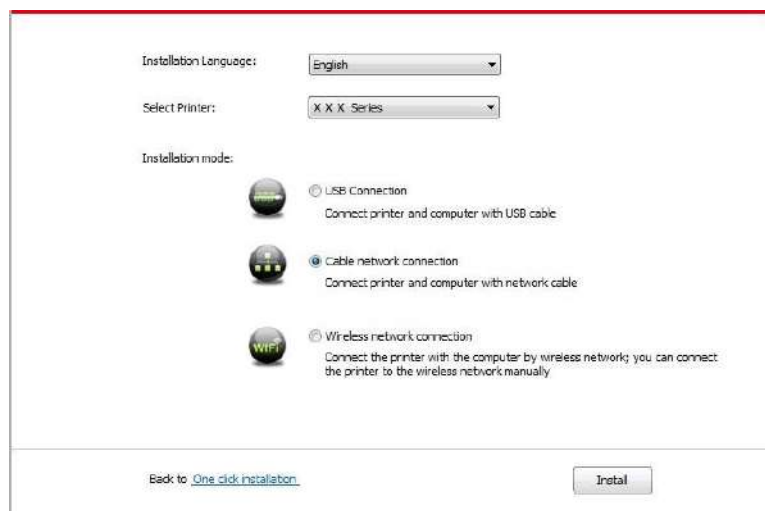 Installation Language:
English
Select Printer:
X X X Series
Installation mode:
USB Connection
Connect printer and computer with USB cable
Cable network connection
Connect printer and computer with network cable
WiFi
Wireless network connection
Connect the printer with the computer by wireless network; you can connect
the printer to the wireless network manually
Back to One click installation
Install